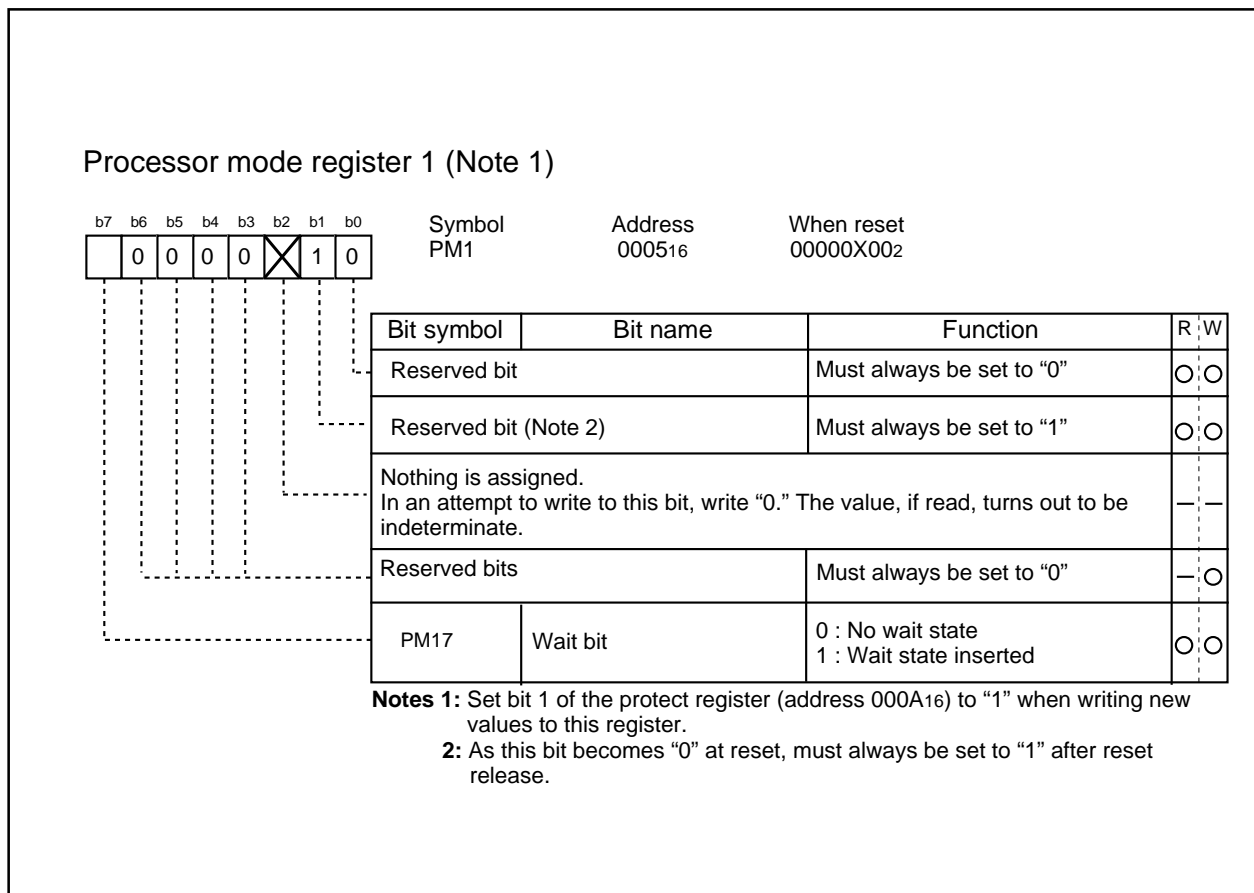 Processor mode register 1 (Note 1)
b7 b6 b5 b4 b3 b2 b1 b0
0 0 0 0 1 0
Symbol Address When reset
PM1 000516 00000X002
Bit symbol Bit name Function R W
Reserved bit Must always be set to “0”
Reserved bit (Note 2) Must always be set to “1”
Nothing is assigned.
In an attempt to write to this bit, write “0.” The value, if read, turns out to be
indeterminate.
Reserved bits Must always be set to “0”
PM17 Wait bit 0 : No wait state
1 : Wait state inserted
Notes 1: Set bit 1 of the protect register (address 000A16) to “1” when writing new
values to this register.
2: As this bit becomes “0” at reset, must always be set to “1” after reset
release.